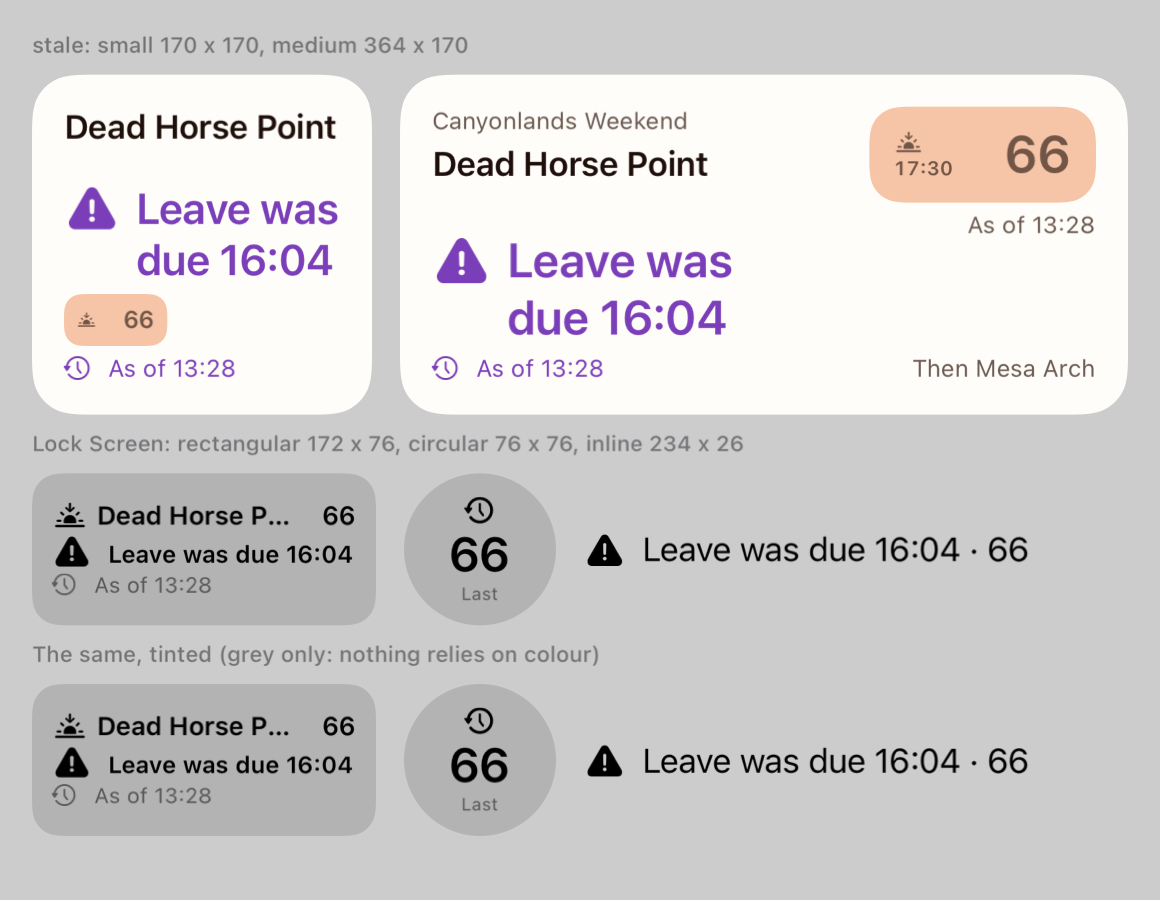 stale: small 170 x 170, medium 364 x 170
Dead Horse Point
Leave was
due 16:04
66
As of 13:28
Canyonlands Weekend
Dead Horse Point
17:30
66
As of 13:28
Leave was
due 16:04
As of 13:28
Then Mesa Arch
Lock Screen: rectangular 172 x 76, circular 76 x 76, inline 234 x 26
Dead Horse P... 66
Leave was due 16:04
As of 13:28
66
Last
Leave was due 16:04 · 66
The same, tinted (grey only: nothing relies on colour)
Dead Horse P... 66
Leave was due 16:04
As of 13:28
66
Last
Leave was due 16:04 · 66